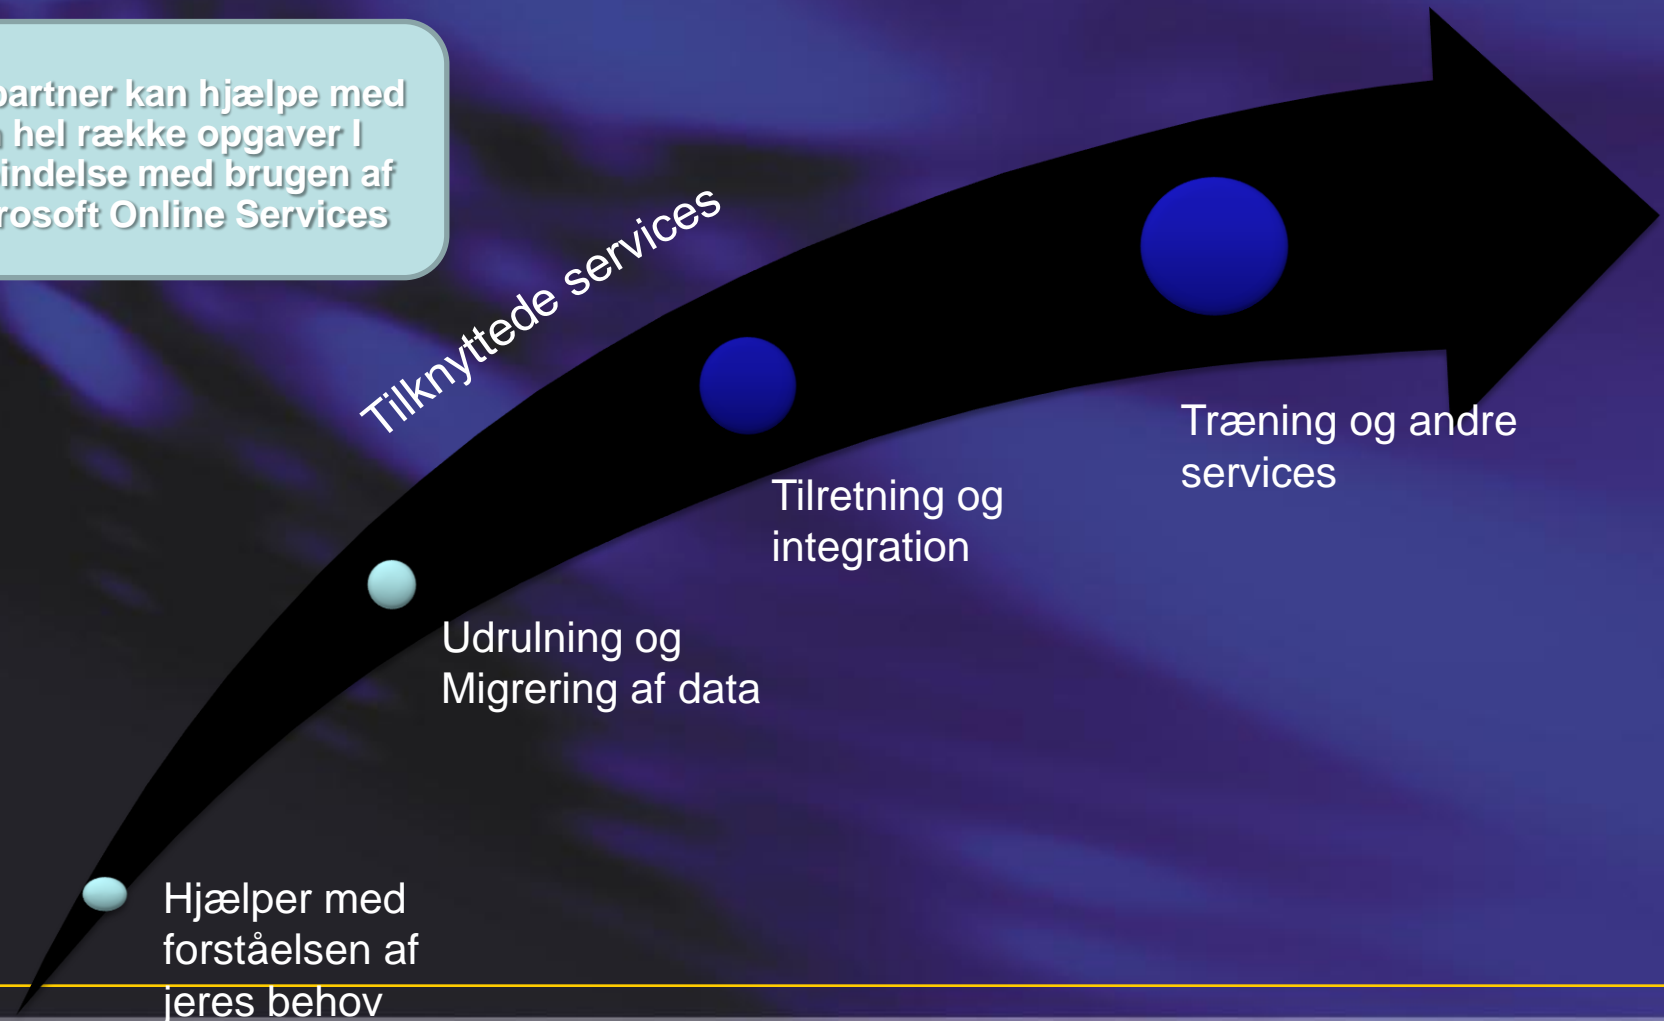 partner kan hjælpe med
hel række opgaver I
indelse med brugen af
rosoft Online Services
Tilknyttede services
Træning og andre
services
Tilretning og
integration
Udrulning og
Migrering af data
Hjælper med
forståelsen af
jeres behov